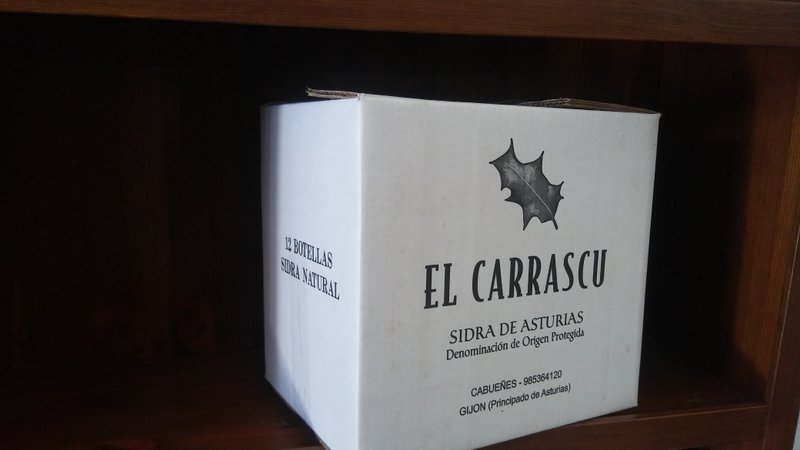 12 BOTELLAS
SIDRA NATURAL
EL CARRASCU
SIDRA DE ASTURIAS
Denominación de Origen Protegida
CABUEÑES - 985364120
GIJON (Principado de Asturias)